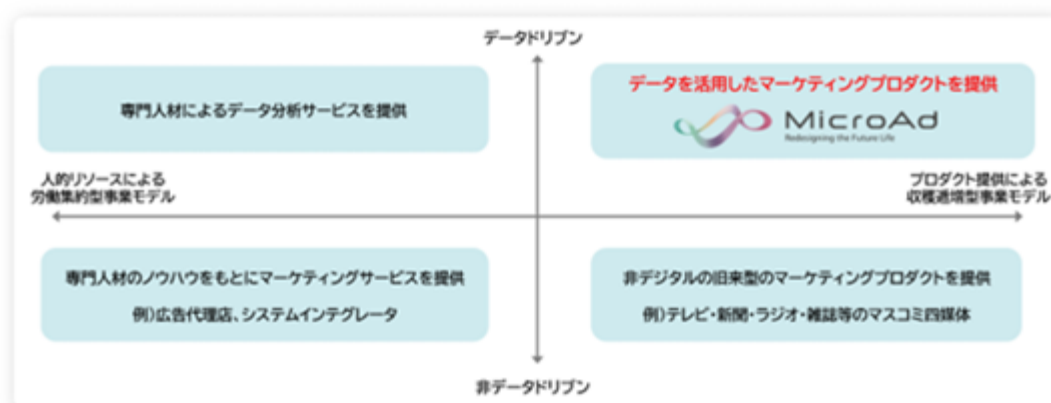 データドリブン
専門人材によるデータ分析サービスを提供
データを活用したマーケティングプロダクトを提供
MicroAd
Redesigning the Future Life
人的リソースによる
労働集約型事業モデル
プロダクト提供による
収穫逓増型事業モデル
専門人材のノウハウをもとにマーケティングサービスを提供
例)広告代理店、システムインテグレータ
非デジタルの旧来型のマーケティングプロダクトを提供
例)テレビ・新聞・ラジオ・雑誌等のマスコミ四媒体
非データドリブン